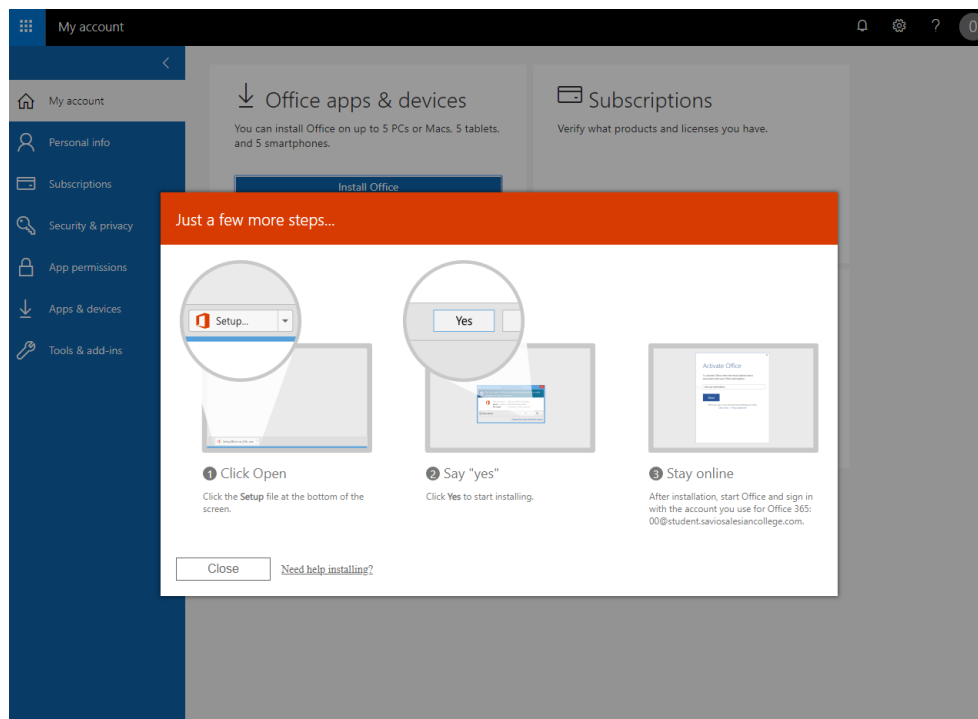 My account
?
0
My account
Personal info
Subscriptions
Security & privacy
App permissions
Apps & devices
Tools & add-ins
Office apps & devices
You can install Office on up to 5 PCs or Macs, 5 tablets,
and 5 smartphones.
Install Office
Subscriptions
Verify what products and licenses you have.
Just a few more steps...
Setup...
1 Click Open
Click the Setup file at the bottom of the
screen.
Yes
2 Say "yes"
Click Yes to start installing.
Activate Office
3 Stay online
After installation, start Office and sign in
with the account you use for Office 365:
00@student.saviosalesiancollege.com.
Close
Need help installing?